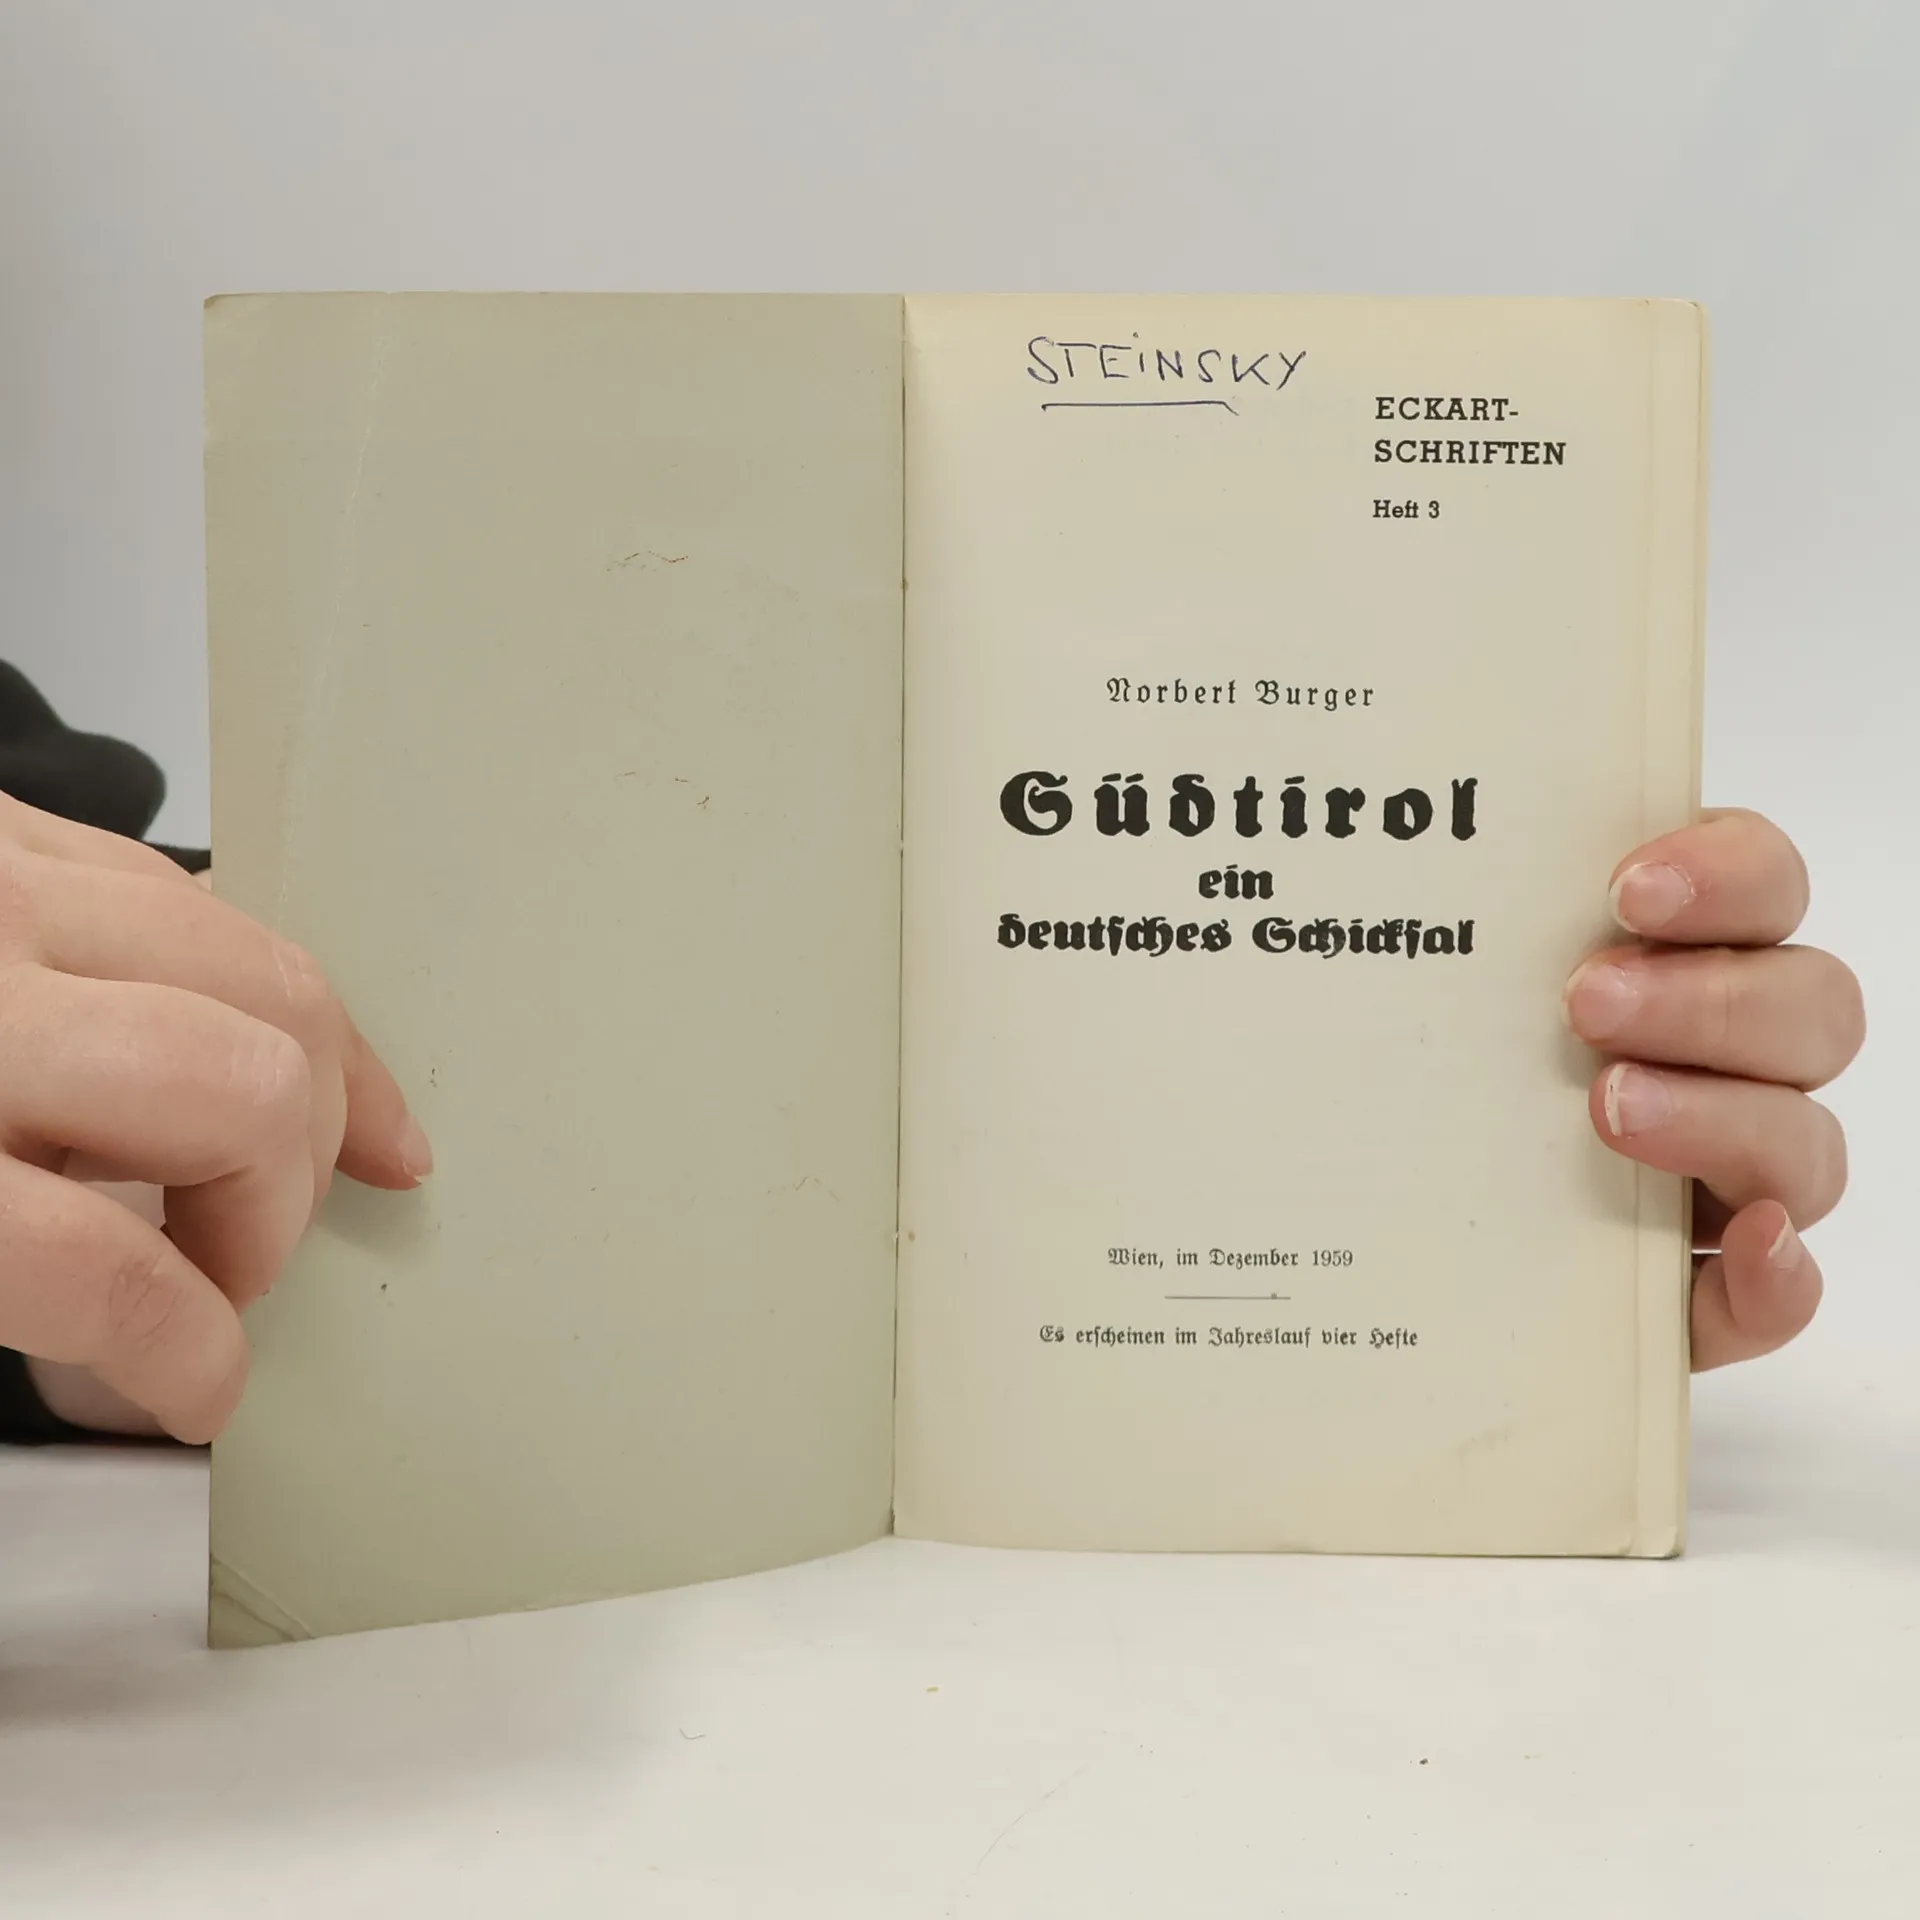 STEINSKY
ECKART-
SCHRIFTEN
Heft 3
Norbert Burger
Südtirol
ein
deutsches Schicksal
Wien, im Dezember 1959
Es erscheinen im Jahreslauf vier Hefte